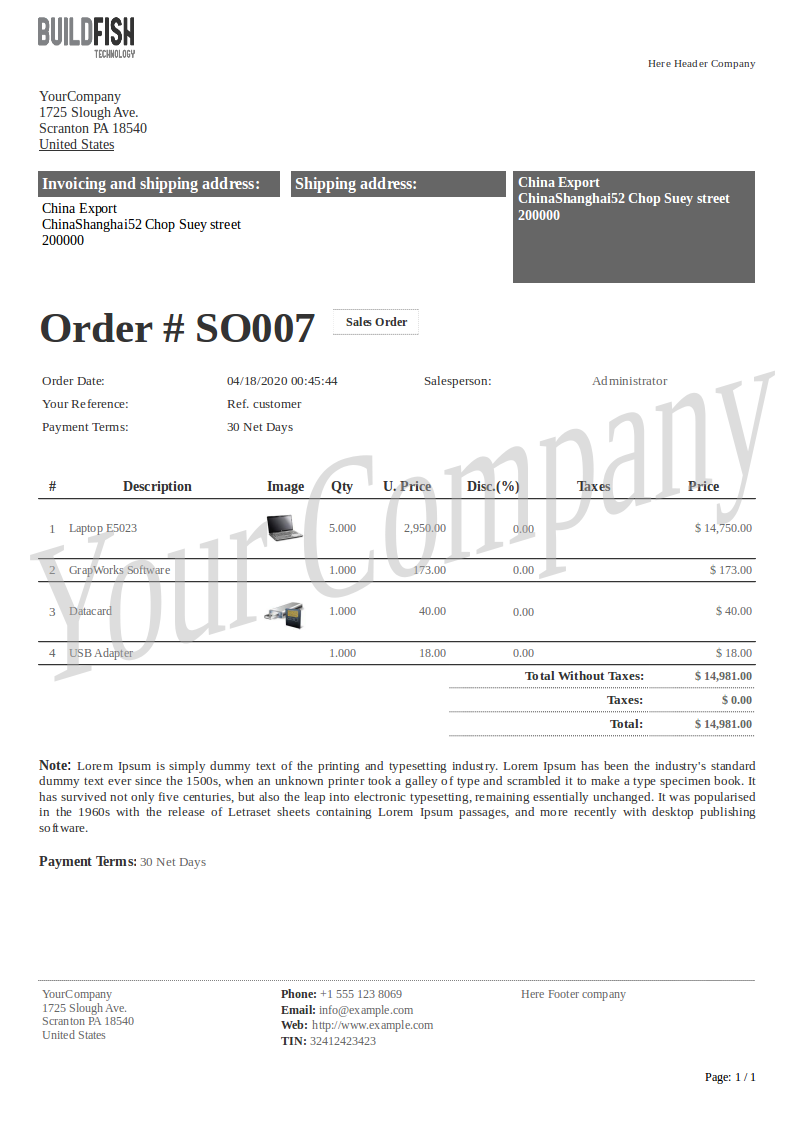 BUILDFISH
TECHNOLOGY
Here Header Company
YourCompany
1725 Slough Ave.
Scranton PA 18540
United States
Invoicing and shipping address:
China Export
ChinaShanghai52 Chop Suey street
200000
Shipping address:
China Export
ChinaShanghai52 Chop Suey street
200000
Order # SO007
Sales Order
Order Date: 04/18/2020 00:45:44 Salesperson: Administrator
Your Reference: Ref. customer
Payment Terms: 30 Net Days
Your Company
# Description Image Qty U. Price Disc.(%) Taxes Price
1 Laptop E5023 5.000 2,950.00 0.00 $ 14,750.00
2 GrapWorks Software 1.000 173.00 0.00 $ 173.00
3 Datacard 1.000 40.00 0.00 $ 40.00
4 USB Adapter 1.000 18.00 0.00 $ 18.00
Total Without Taxes: $ 14,981.00
Taxes: $ 0.00
Total: $ 14,981.00
Note: Lorem Ipsum is simply dummy text of the printing and typesetting industry. Lorem Ipsum has been the industry's standard
dummy text ever since the 1500s, when an unknown printer took a galley of type and scrambled it to make a type specimen book. It
has survived not only five centuries, but also the leap into electronic typesetting, remaining essentially unchanged. It was popularised
in the 1960s with the release of Letraset sheets containing Lorem Ipsum passages, and more recently with desktop publishing
software.
Payment Terms: 30 Net Days
YourCompany
1725 Slough Ave.
Scranton PA 18540
United States
Phone: +1 555 123 8069
Email: info@example.com
Web: http://www.example.com
TIN: 32412423423
Here Footer company
Page: 1 / 1